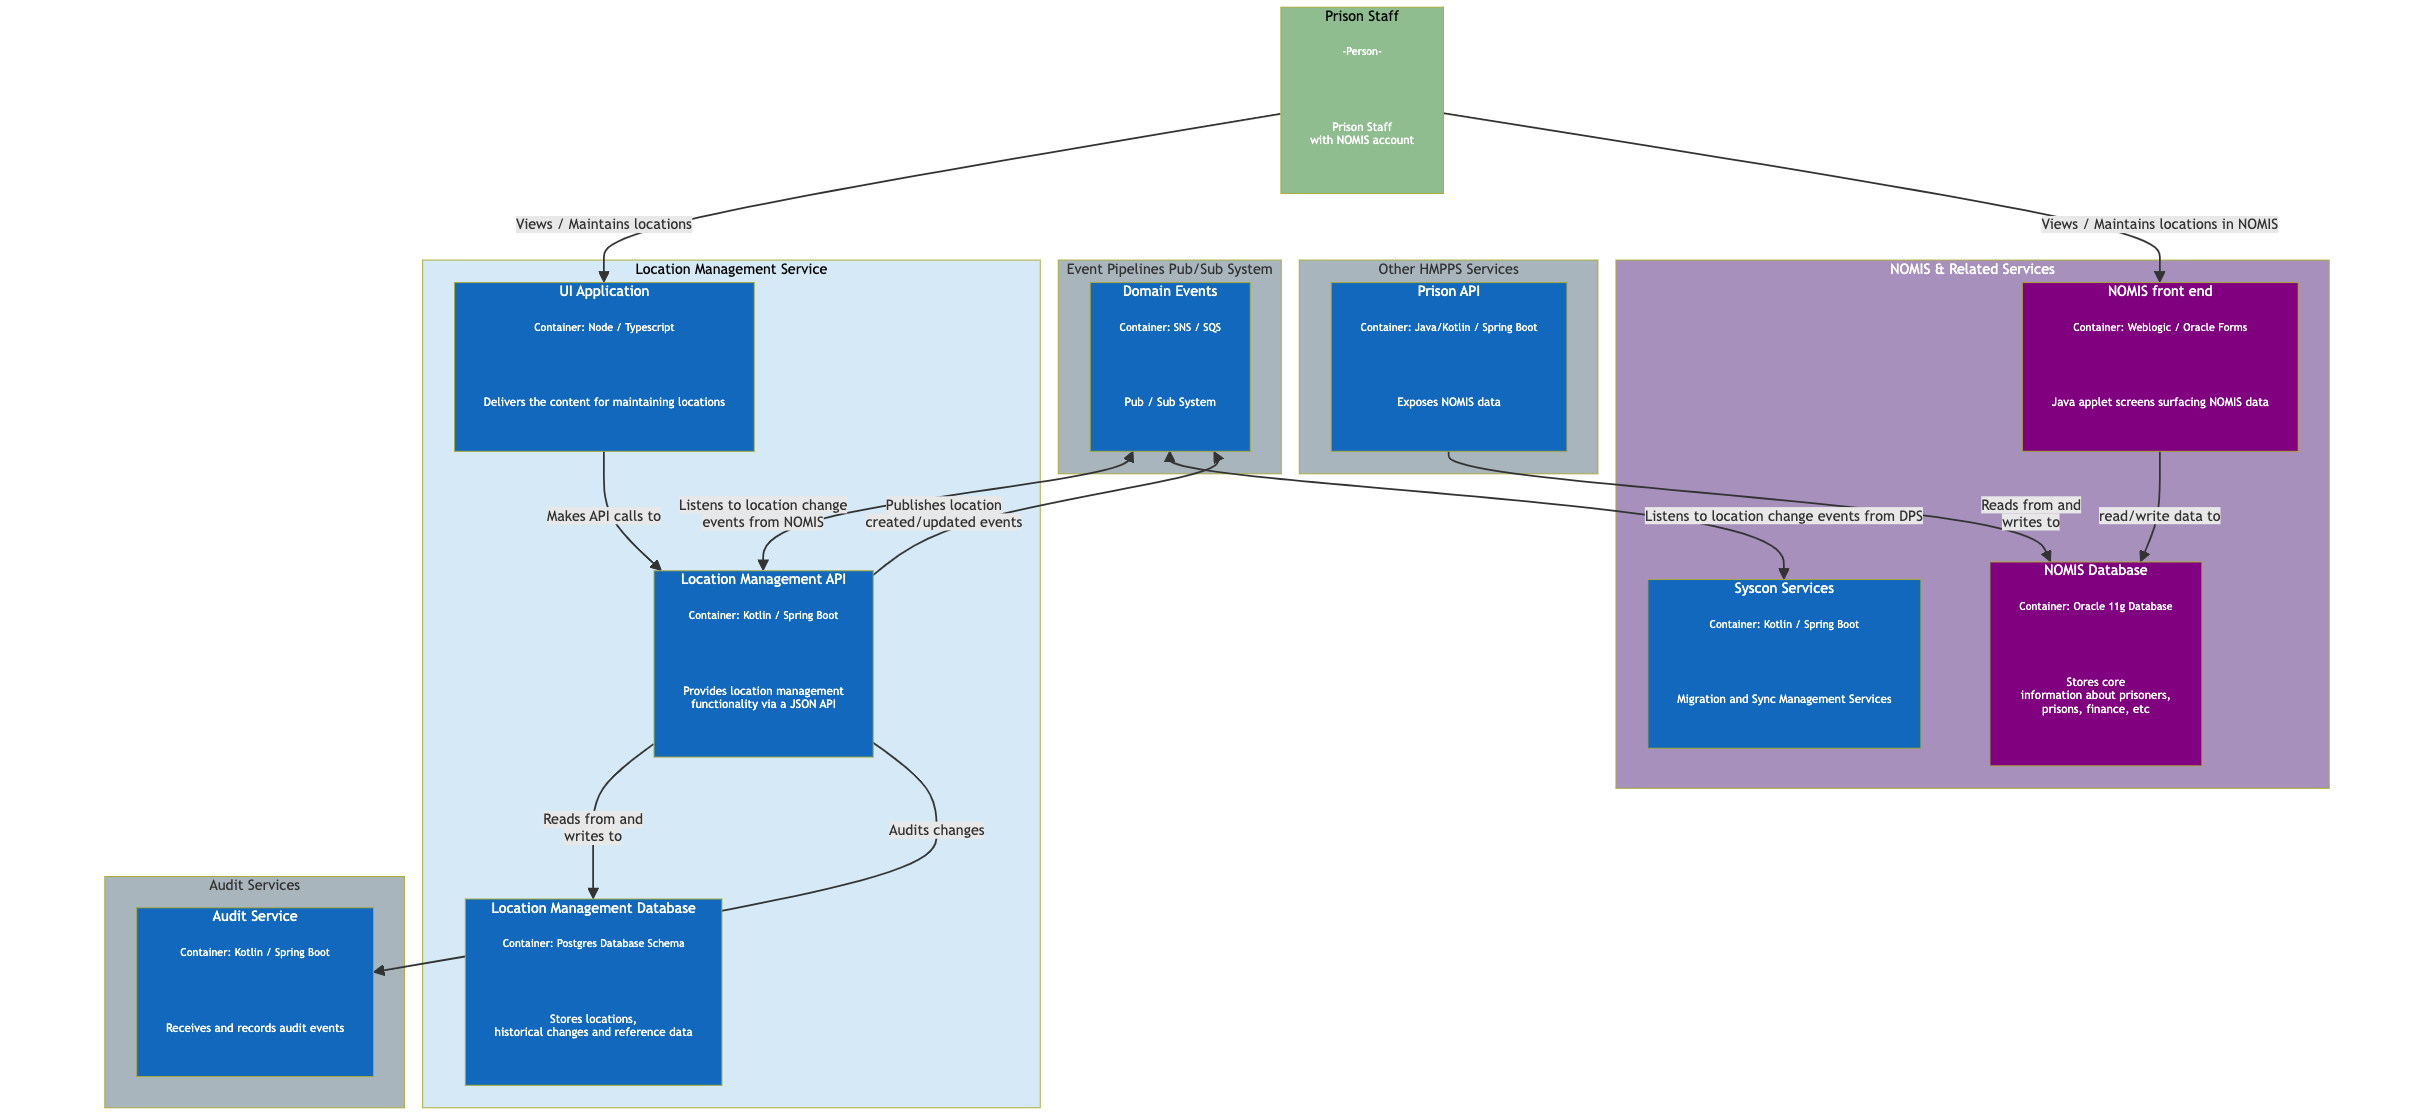 Prison Staff
-Person-
Prison Staff
with NOMIS account
Views / Maintains locations
Views / Maintains locations in NOMIS
Location Management Service
UI Application
Container: Node / Typescript
Delivers the content for maintaining locations
Event Pipelines Pub/Sub System
Domain Events
Container: SNS / SQS
Pub / Sub System
Other HMPPS Services
Prison API
Container: Java/Kotlin / Spring Boot
Exposes NOMIS data
NOMIS & Related Services
NOMIS front end
Container: Weblogic / Oracle Forms
Java applet screens surfacing NOMIS data
Makes API calls to
Listens to location change
events from NOMIS
Publishes location
created/updated events
Listens to location change events from DPS
Reads from and
writes to
read/write data to
Location Management API
Container: Kotlin / Spring Boot
Provides location management
functionality via a JSON API
Syscon Services
Container: Kotlin / Spring Boot
Migration and Sync Management Services
NOMIS Database
Container: Oracle 11g Database
Stores core
information about prisoners,
prisons, finance, etc
Reads from and
writes to
Audits changes
Audit Services
Audit Service
Container: Kotlin / Spring Boot
Receives and records audit events
Location Management Database
Container: Postgres Database Schema
Stores locations,
historical changes and reference data